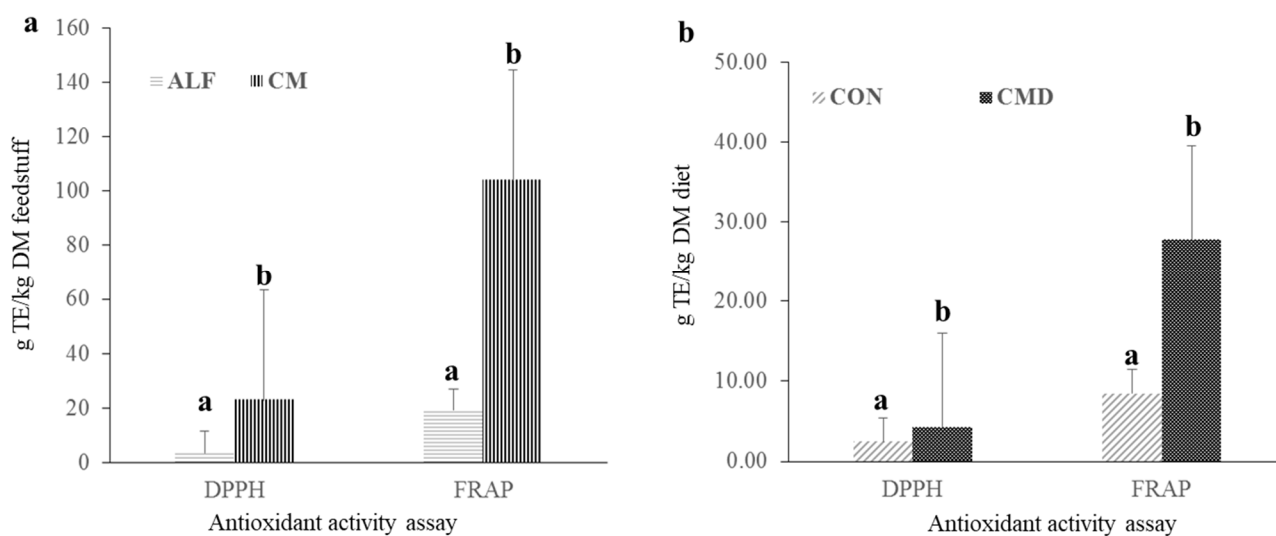 a
160
140
120
100
80
60
40
20
0
g TE/kg DM feedstuff
ALF
CM
a
b
a
b
DPPH
FRAP
Antioxidant activity assay
b
50.00
40.00
30.00
20.00
10.00
0.00
g TE/kg DM diet
CON
CMD
a
b
a
b
DPPH
FRAP
Antioxidant activity assay